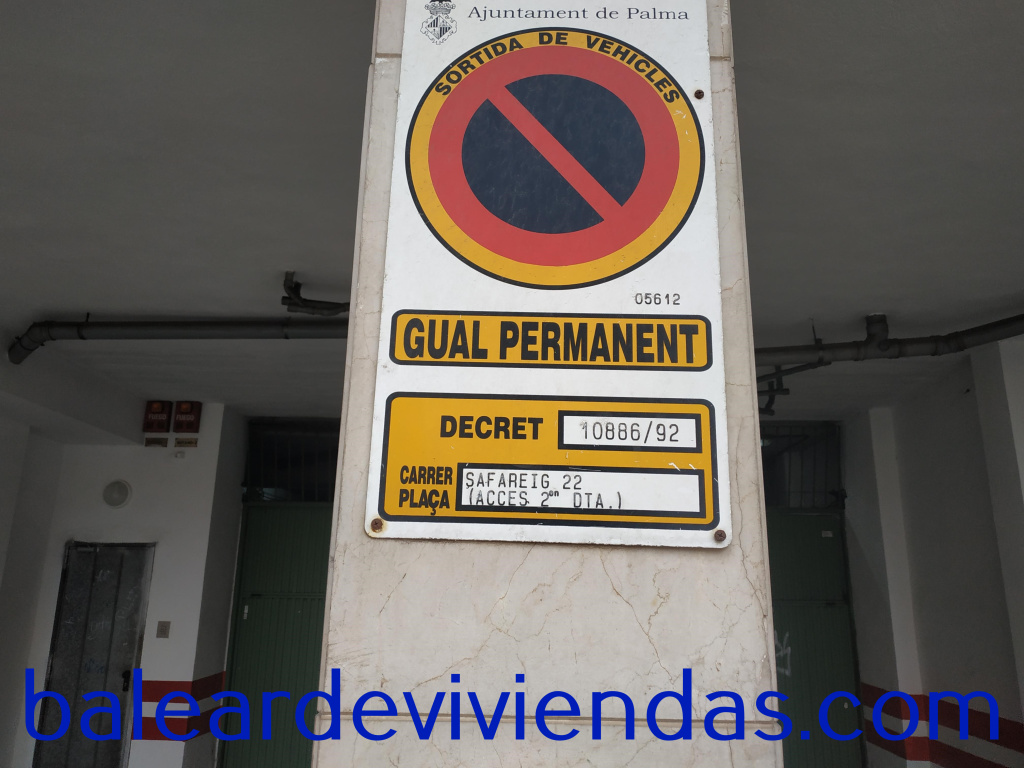 Ajuntament de Palma
SORTIDA DE VEHICLES
05612
GUAL PERMANENT
DECRET 10886/92
CARRER PLAÇA
SAFAREIG 22
(ACCES 2on DTA.)
baleardeviviendas.com